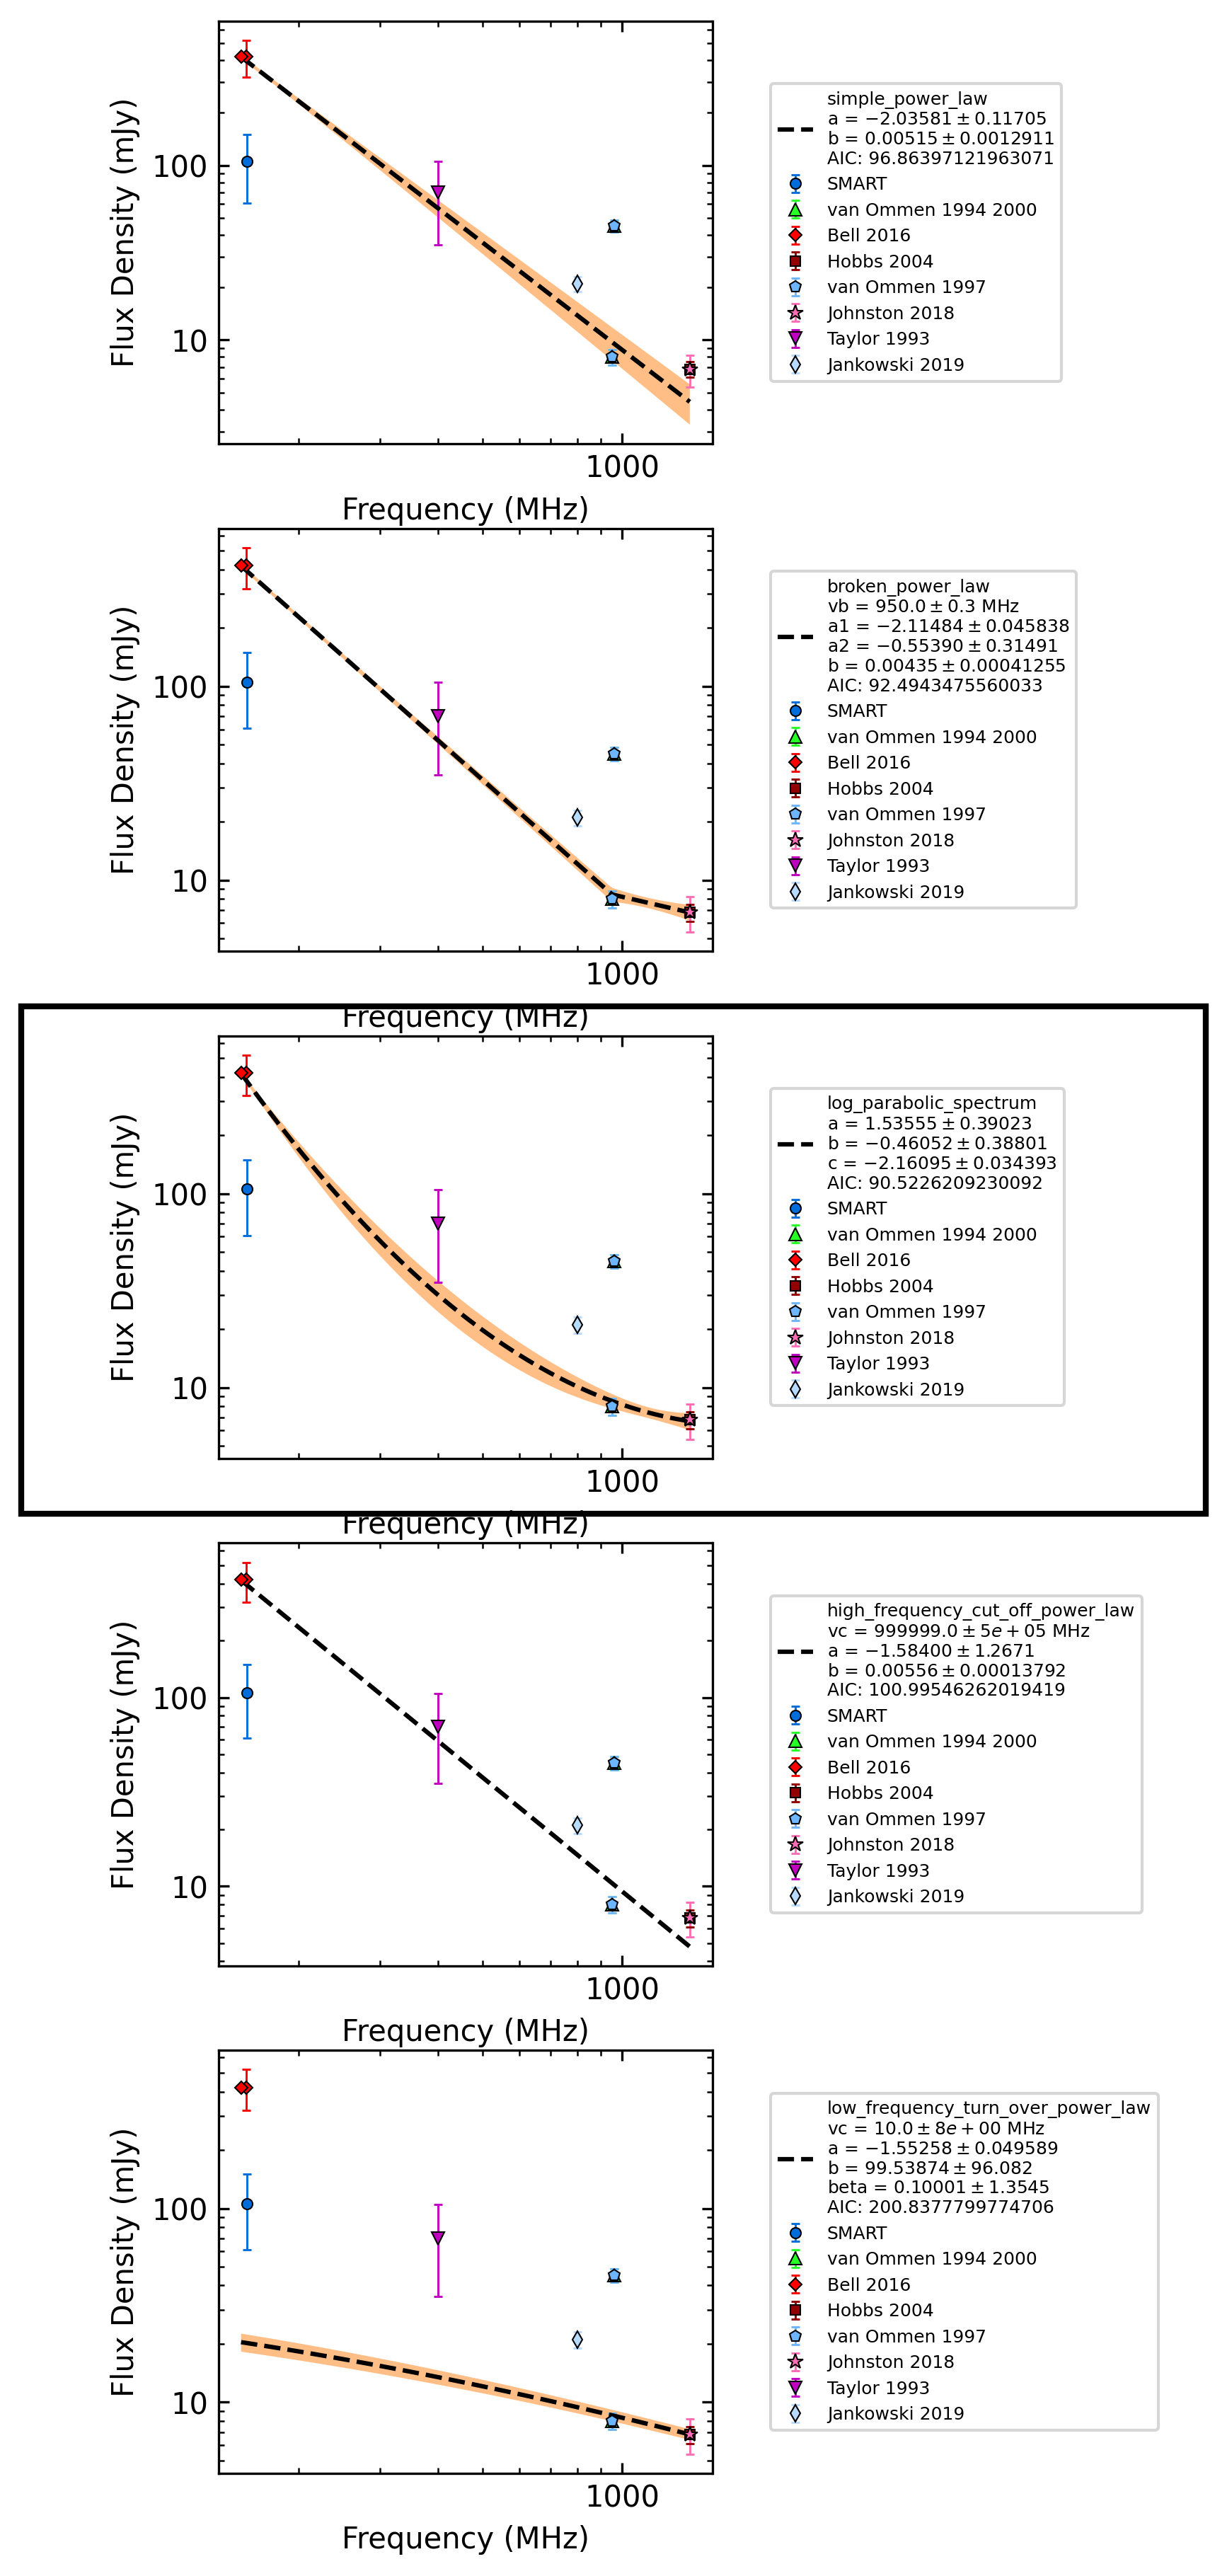 Flux Density (mJy)
100
10
1000
Frequency (MHz)
simple_power_law
a = −2.03581 ± 0.11705
b = 0.00515 ± 0.0012911
AIC: 96.86397121963071
SMART
van Ommen 1994 2000
Bell 2016
Hobbs 2004
van Ommen 1997
Johnston 2018
Taylor 1993
Jankowski 2019
Flux Density (mJy)
100
10
1000
Frequency (MHz)
broken_power_law
vb = 950.0 ± 0.3 MHz
a1 = −2.11484 ± 0.045838
a2 = −0.55390 ± 0.31491
b = 0.00435 ± 0.00041255
AIC: 92.4943475560033
SMART
van Ommen 1994 2000
Bell 2016
Hobbs 2004
van Ommen 1997
Johnston 2018
Taylor 1993
Jankowski 2019
Flux Density (mJy)
100
10
1000
Frequency (MHz)
log_parabolic_spectrum
a = 1.53555 ± 0.39023
b = −0.46052 ± 0.38801
c = −2.16095 ± 0.034393
AIC: 90.5226209230092
SMART
van Ommen 1994 2000
Bell 2016
Hobbs 2004
van Ommen 1997
Johnston 2018
Taylor 1993
Jankowski 2019
Flux Density (mJy)
100
10
1000
Frequency (MHz)
high_frequency_cut_off_power_law
vc = 999999.0 ± 5e + 05 MHz
a = −1.58400 ± 1.2671
b = 0.00556 ± 0.00013792
AIC: 100.99546262019419
SMART
van Ommen 1994 2000
Bell 2016
Hobbs 2004
van Ommen 1997
Johnston 2018
Taylor 1993
Jankowski 2019
Flux Density (mJy)
100
10
1000
Frequency (MHz)
low_frequency_turn_over_power_law
vc = 10.0 ± 8e + 00 MHz
a = −1.55258 ± 0.049589
b = 99.53874 ± 96.082
beta = 0.10001 ± 1.3545
AIC: 200.8377799774706
SMART
van Ommen 1994 2000
Bell 2016
Hobbs 2004
van Ommen 1997
Johnston 2018
Taylor 1993
Jankowski 2019